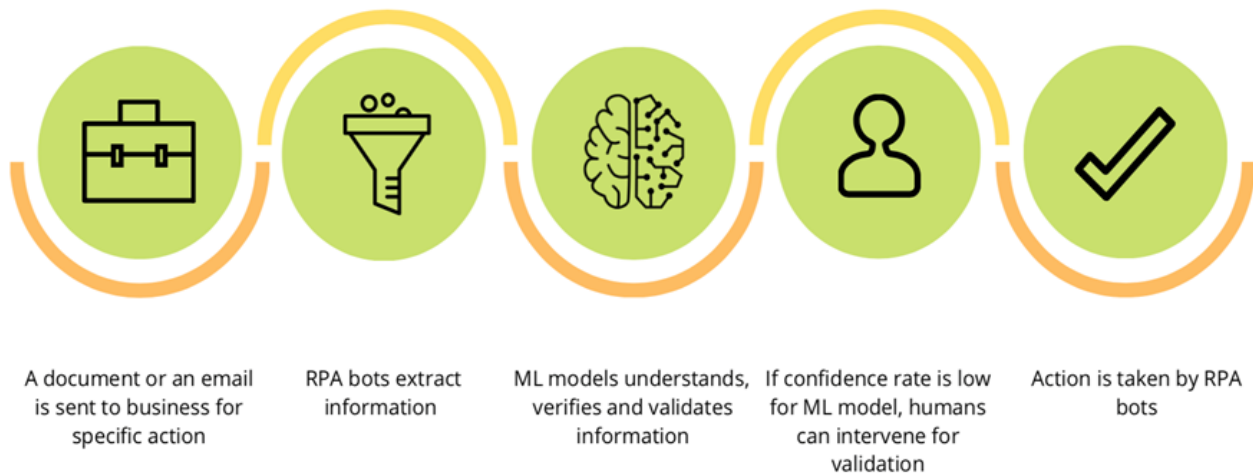 A document or an email
is sent to business for
specific action
RPA bots extract
information
ML models understands,
verifies and validates
information
If confidence rate is low
for ML model, humans
can intervene for
validation
Action is taken by RPA
bots